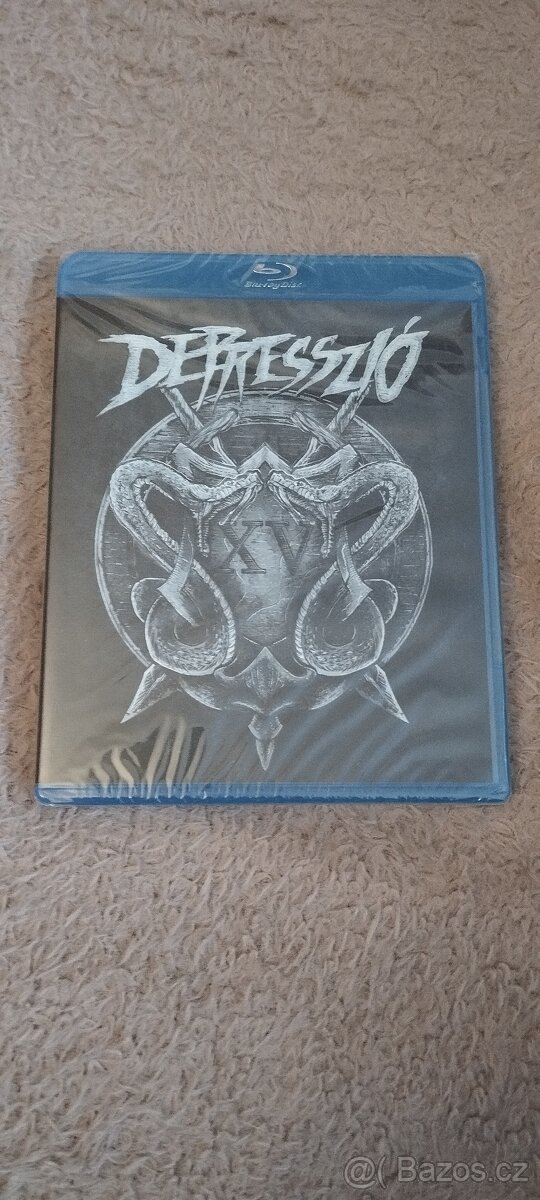 Blu-ray Disc
DEPRESSZIÓ
XV
@ Bazos.cz